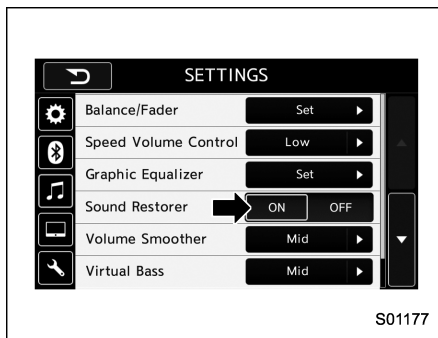 SETTINGS
Balance/Fader Set
Speed Volume Control Low
Graphic Equalizer Set
Sound Restorer ON OFF
Volume Smoother Mid
Virtual Bass Mid
S01177